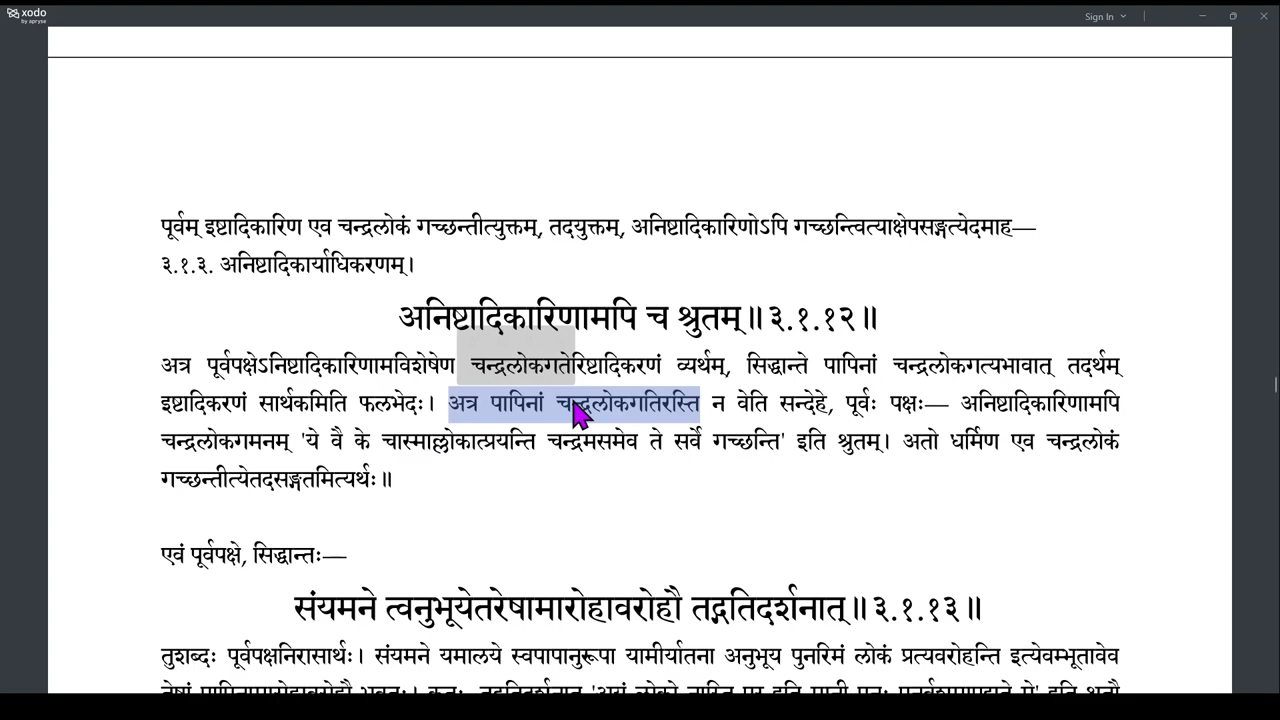 xodo
by apryse
Sign In
पूर्वम् इष्टादिकारिण एव चन्द्रलोकं गच्छन्तीत्युक्तम्, तदयुक्तम्, अनिष्टादिकारिणोऽपि गच्छन्त्वित्याक्षेपसङ्गत्येदमाह—
३.१.३. अनिष्टादिकार्याधिकरणम्।
अनिष्टादिकारिणामपि च श्रुतम्॥३.१.१२॥
अत्र पूर्वपक्षेऽनिष्टादिकारिणामविशेषेण चन्द्रलोकगतेरिष्टादिकरणं व्यर्थम्, सिद्धान्ते पापिनां चन्द्रलोकगत्यभावात् तदर्थम्
इष्टादिकरणं सार्थकमिति फलभेदः। अत्र पापिनां चन्द्रलोकगतिरस्ति न वेति सन्देहे, पूर्वः पक्षः— अनिष्टादिकारिणामपि
चन्द्रलोकगमनम् 'ये वै के चास्माल्लोकात्प्रयन्ति चन्द्रमसमेव ते सर्वे गच्छन्ति' इति श्रुतम्। अतो धर्मिण एव चन्द्रलोकं
गच्छन्तीत्येतदसङ्गतमित्यर्थः॥
एवं पूर्वपक्षे, सिद्धान्तः—
संयमने त्वनुभूयेतरेषामारोहावरोहौ तद्गतिदर्शनात्॥३.१.१३॥
तुशब्दः पूर्वपक्षनिरासार्थः। संयमने यमालये स्वपापानुरूपा यामीर्यातना अनुभूय पुनरिमं लोकं प्रत्यवरोहन्ति इत्येवम्भूतावेव